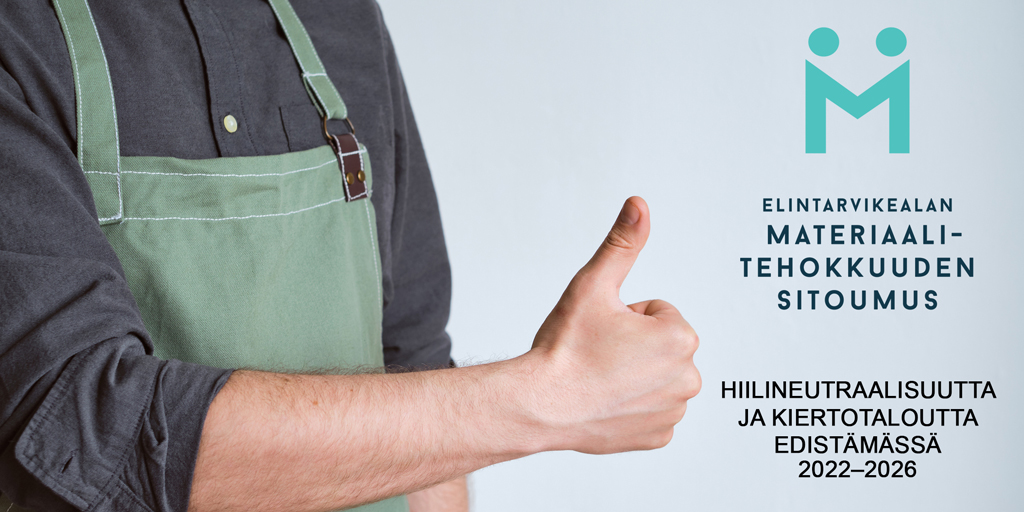 ELINTARVIKEALAN
MATERIAALI-
TEHOKKUUDEN
SITOUMUS
HIILINEUTRAALISUUTTA
JA KIERTOTALOUTTA
EDISTÄMÄSSÄ
2022–2026